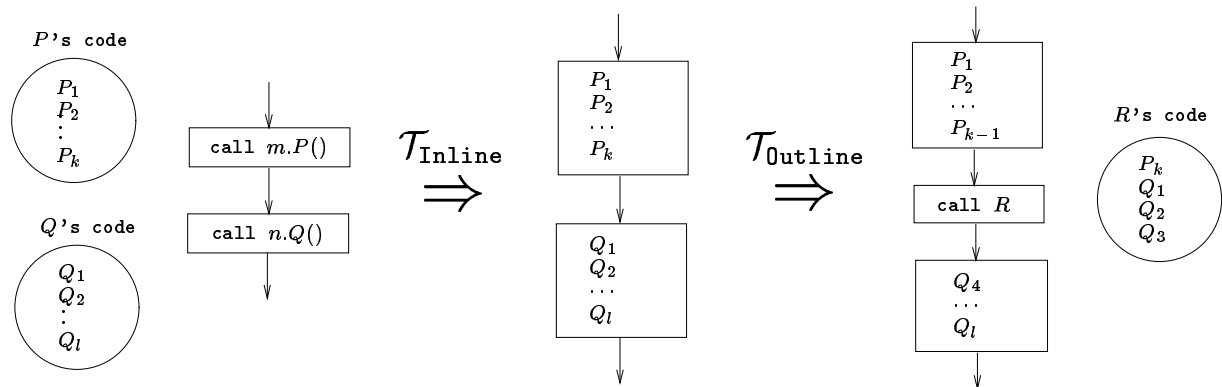 P's code
P₁
P₂
.
.
Pₖ
Q's code
Q₁
Q₂
.
.
Qₗ
call m.P()
call n.Q()
𝒯Inline
⇒
P₁
P₂
...
Pₖ
Q₁
Q₂
...
Qₗ
𝒯Outline
⇒
P₁
P₂
...
Pₖ₋₁
call R
Q₄
...
Qₗ
R's code
Pₖ
Q₁
Q₂
Q₃